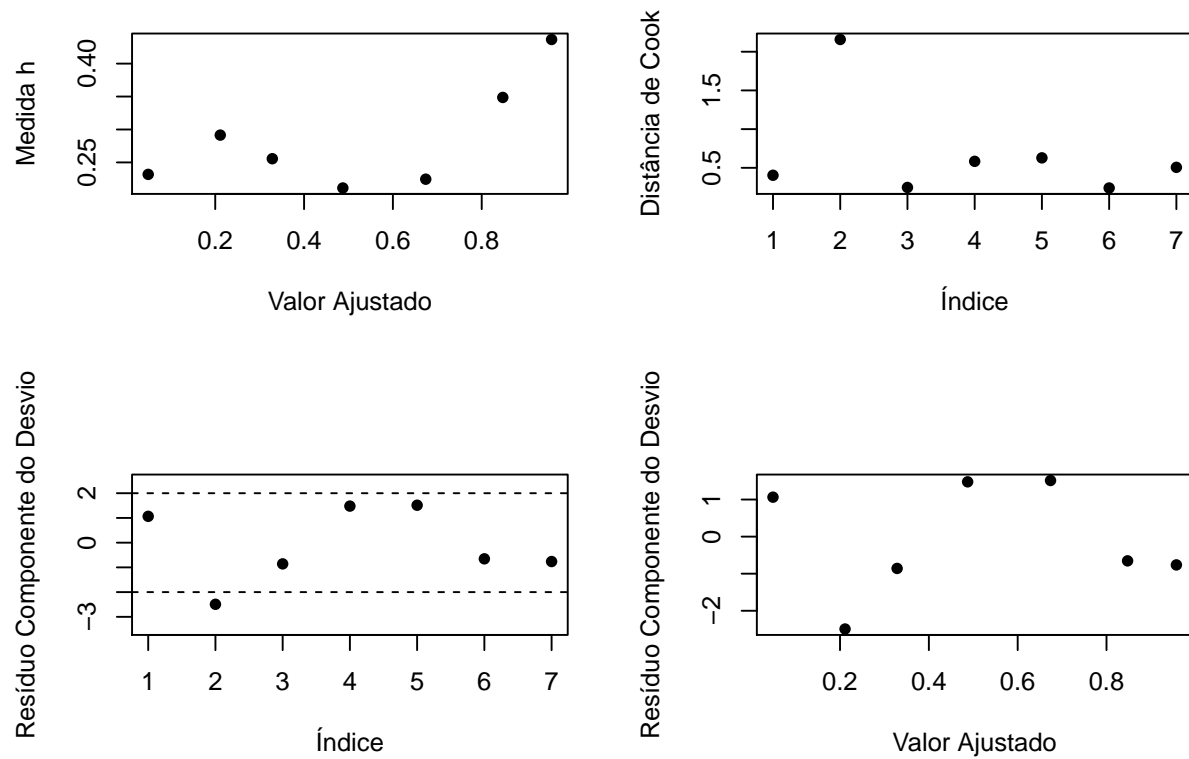 Medida h
0.40
0.25
0.2 0.4 0.6 0.8
Valor Ajustado
Distância de Cook
1.5
0.5
1 2 3 4 5 6 7
Índice
Resíduo Componente do Desvio
2
0
−3
1 2 3 4 5 6 7
Índice
Resíduo Componente do Desvio
1
0
−2
0.2 0.4 0.6 0.8
Valor Ajustado